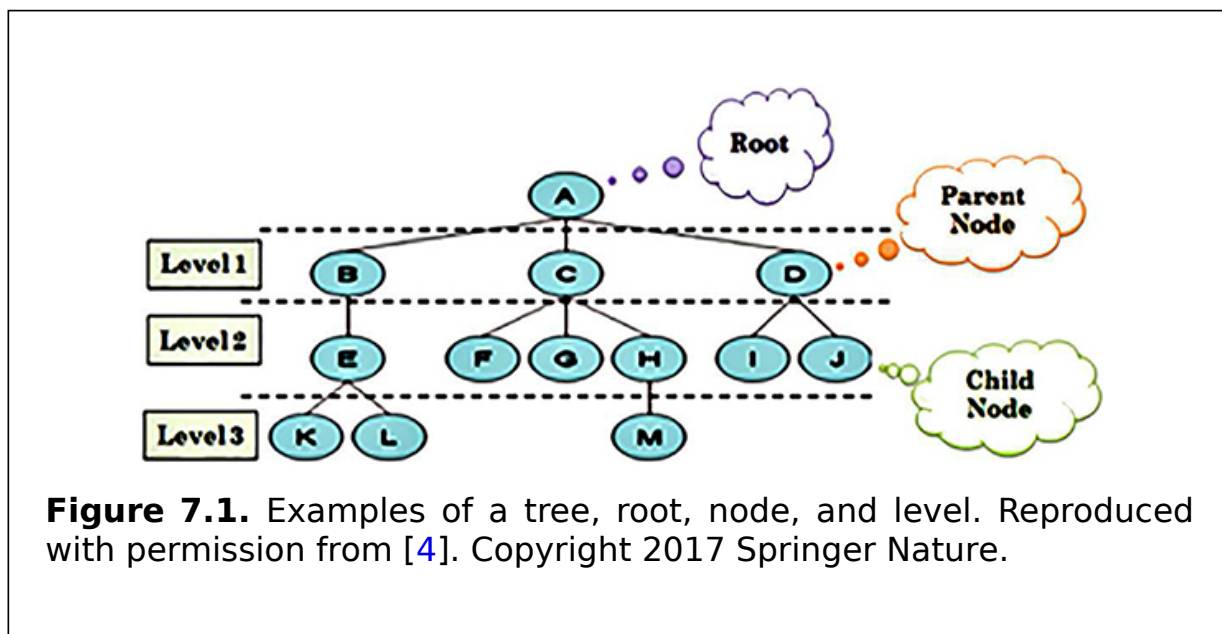 Root
A
Parent
Node
Level 1
B
C
D
Level 2
E
F
G
H
I
J
Child
Node
Level 3
K
L
M
Figure 7.1. Examples of a tree, root, node, and level. Reproduced
with permission from [4]. Copyright 2017 Springer Nature.